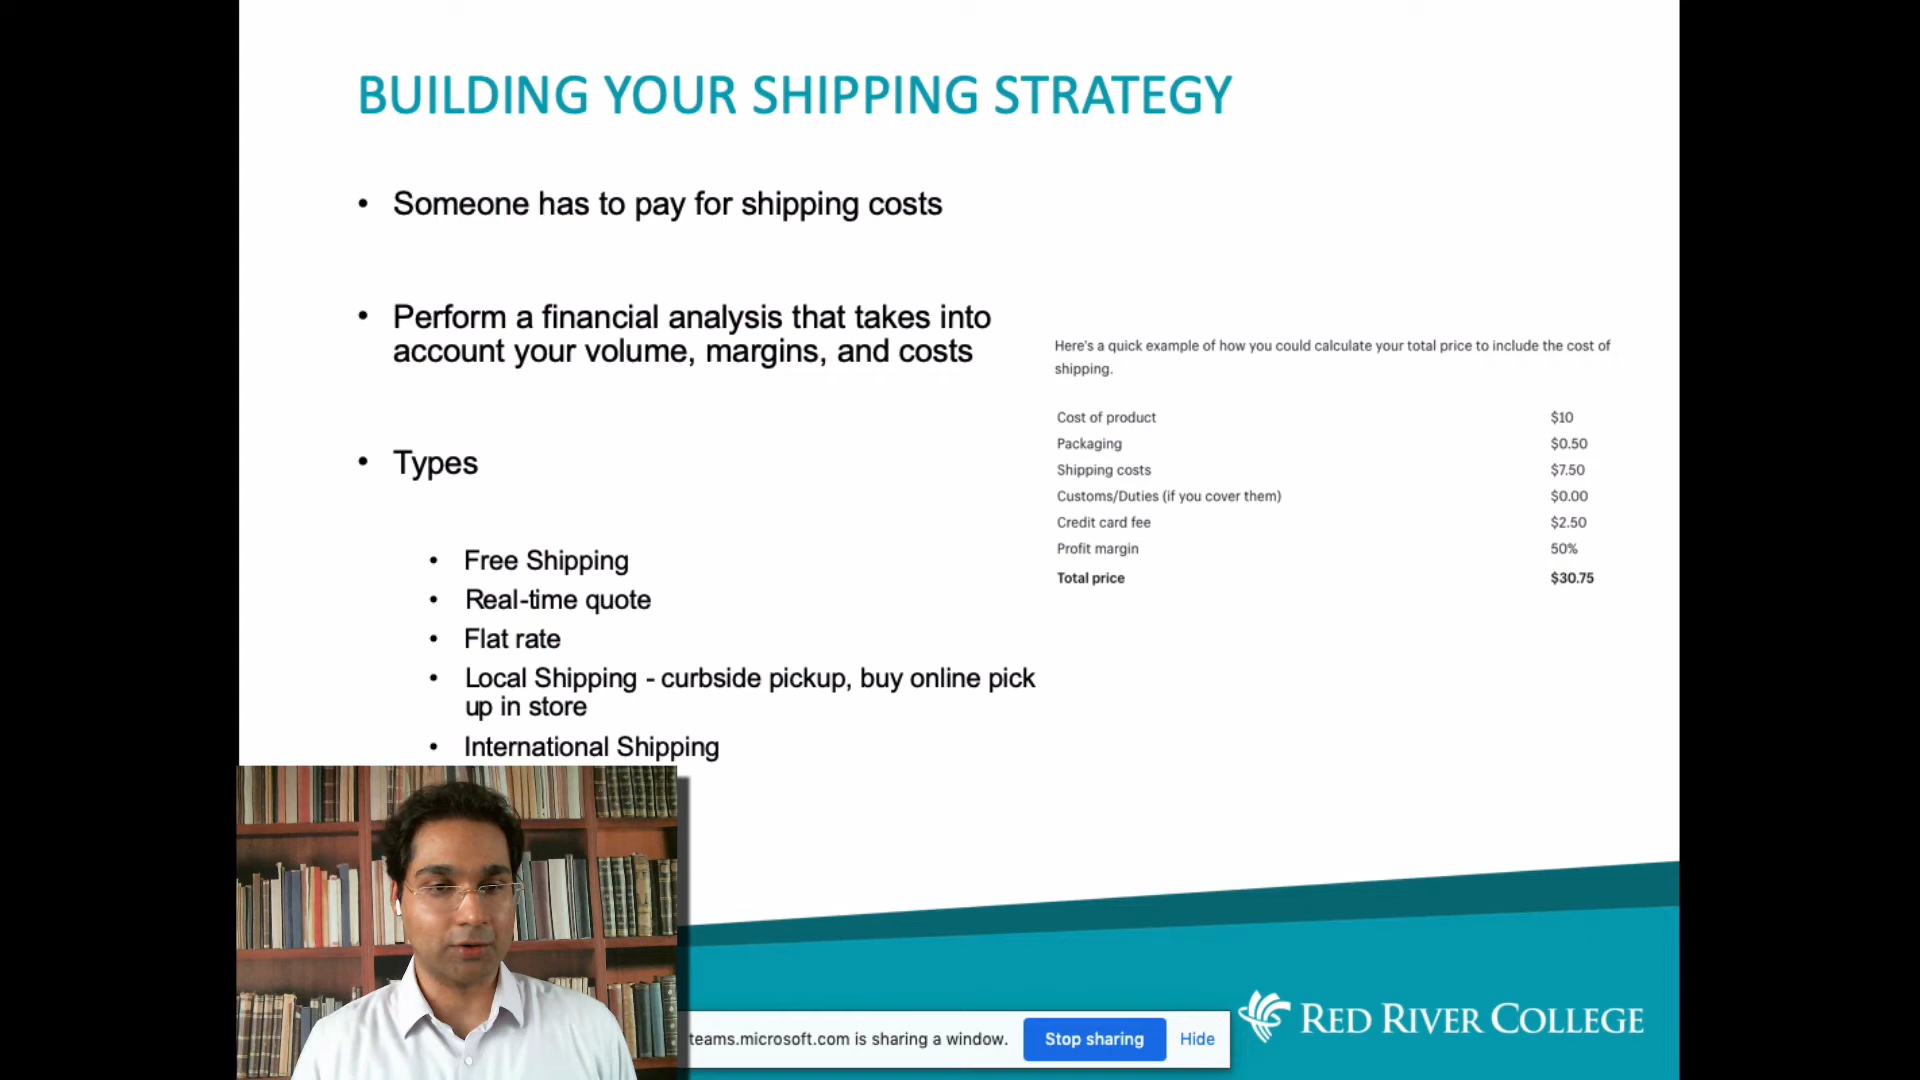 BUILDING YOUR SHIPPING STRATEGY
• Someone has to pay for shipping costs
• Perform a financial analysis that takes into
account your volume, margins, and costs
• Types
• Free Shipping
• Real-time quote
• Flat rate
• Local Shipping - curbside pickup, buy online pick
up in store
• International Shipping
Here's a quick example of how you could calculate your total price to include the cost of
shipping.
Cost of product $10
Packaging $0.50
Shipping costs $7.50
Customs/Duties (if you cover them) $0.00
Credit card fee $2.50
Profit margin 50%
Total price $30.75
teams.microsoft.com is sharing a window. Stop sharing Hide
RED RIVER COLLEGE